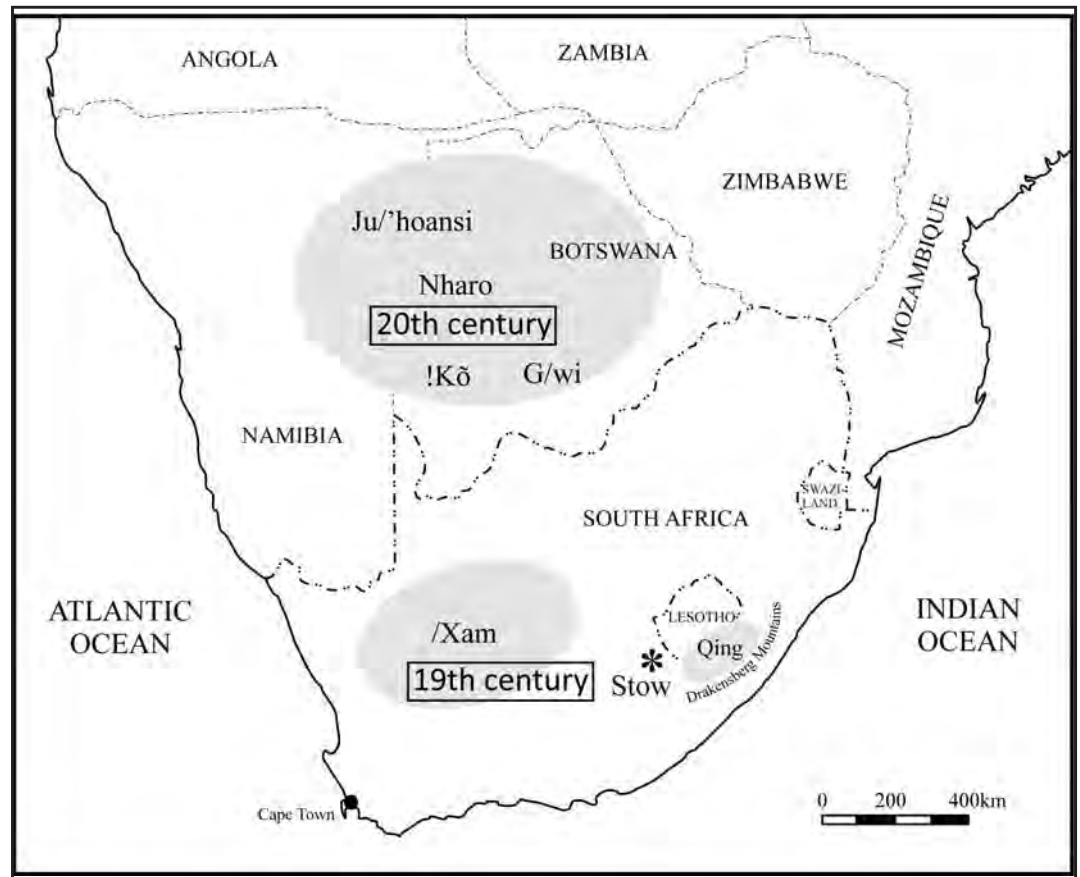 ANGOLA
ZAMBIA
ZIMBABWE
Ju/'hoansi
BOTSWANA
MOZAMBIQUE
Nharo
20th century
!Kõ
G/wi
NAMIBIA
SWAZI-
LAND
SOUTH AFRICA
ATLANTIC
OCEAN
INDIAN
OCEAN
LESOTHO
/Xam
Qing
19th century
Stow
Drakensberg Mountains
Cape Town
0 200 400km